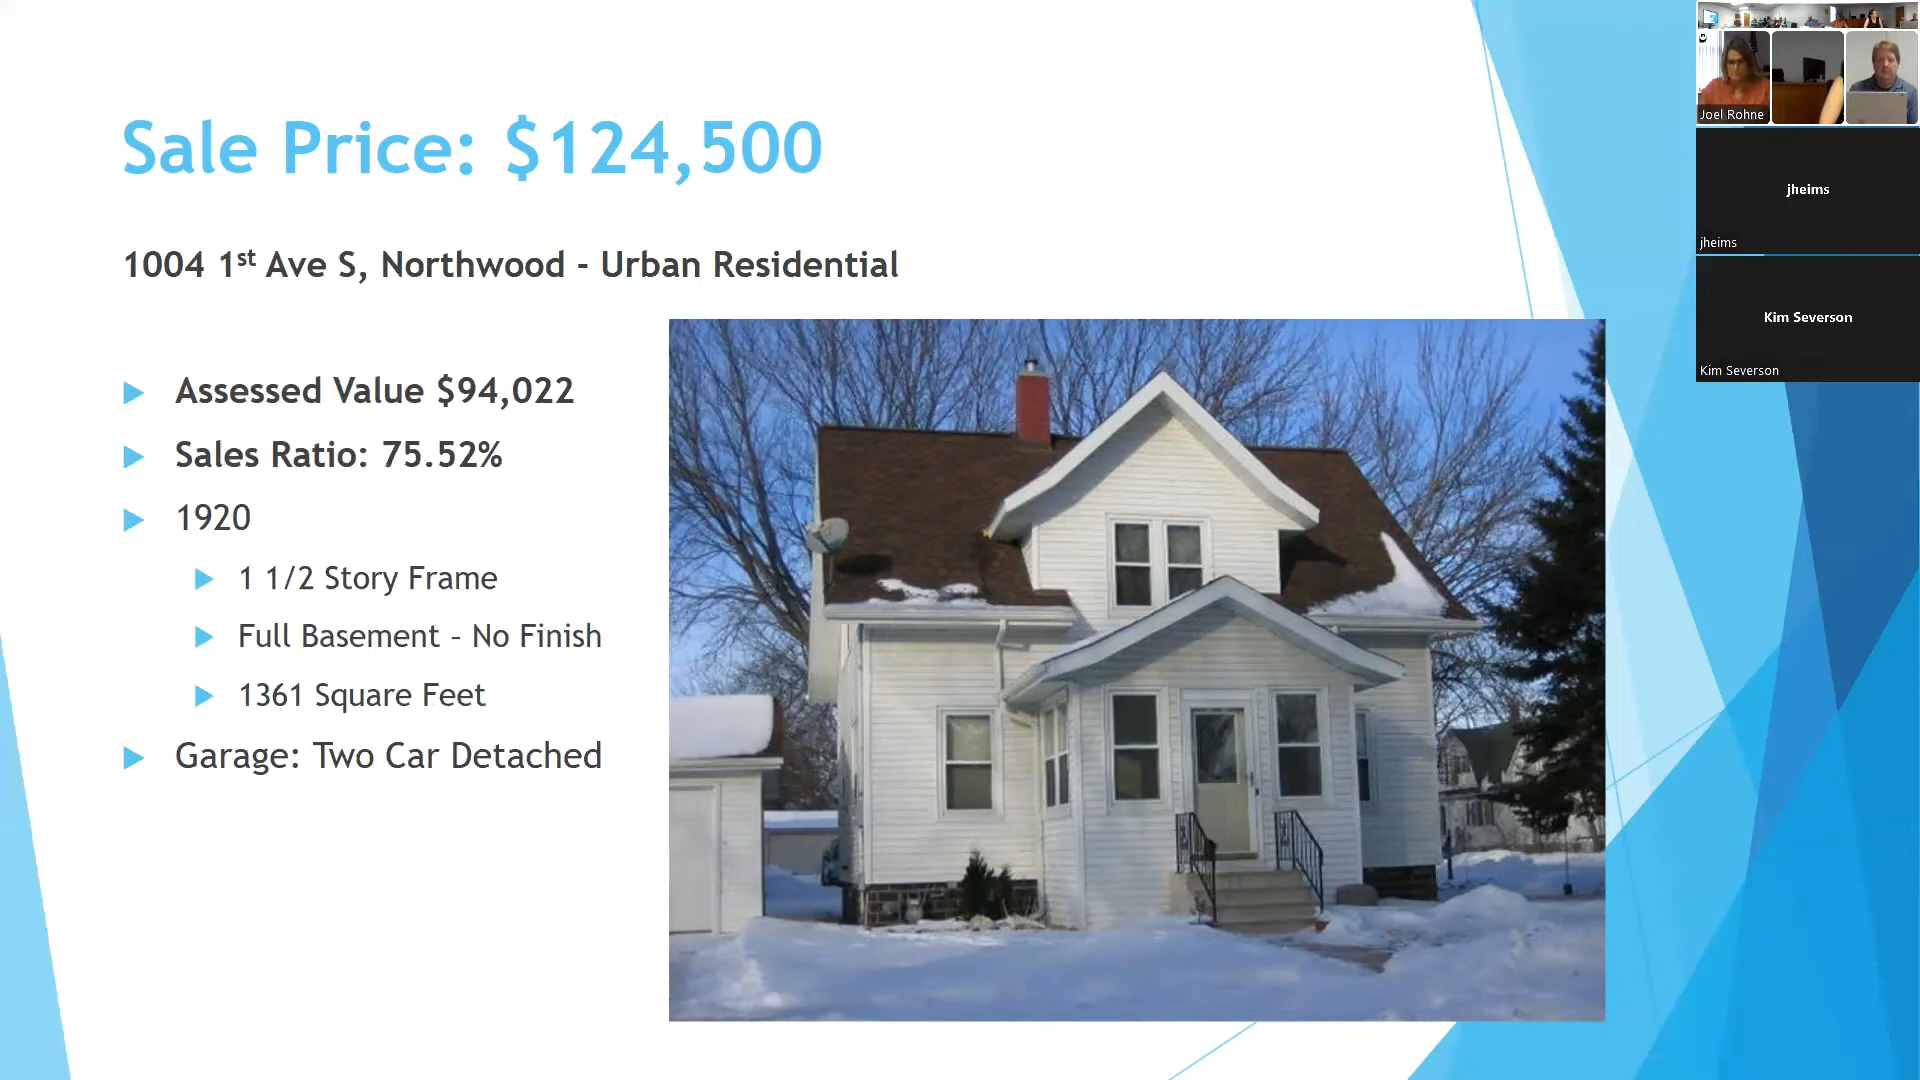 Sale Price: $124,500
1004 1st Ave S, Northwood - Urban Residential
Assessed Value $94,022
Sales Ratio: 75.52%
1920
1 1/2 Story Frame
Full Basement – No Finish
1361 Square Feet
Garage: Two Car Detached
Joel Rohne
jheims
jheims
Kim Severson
Kim Severson